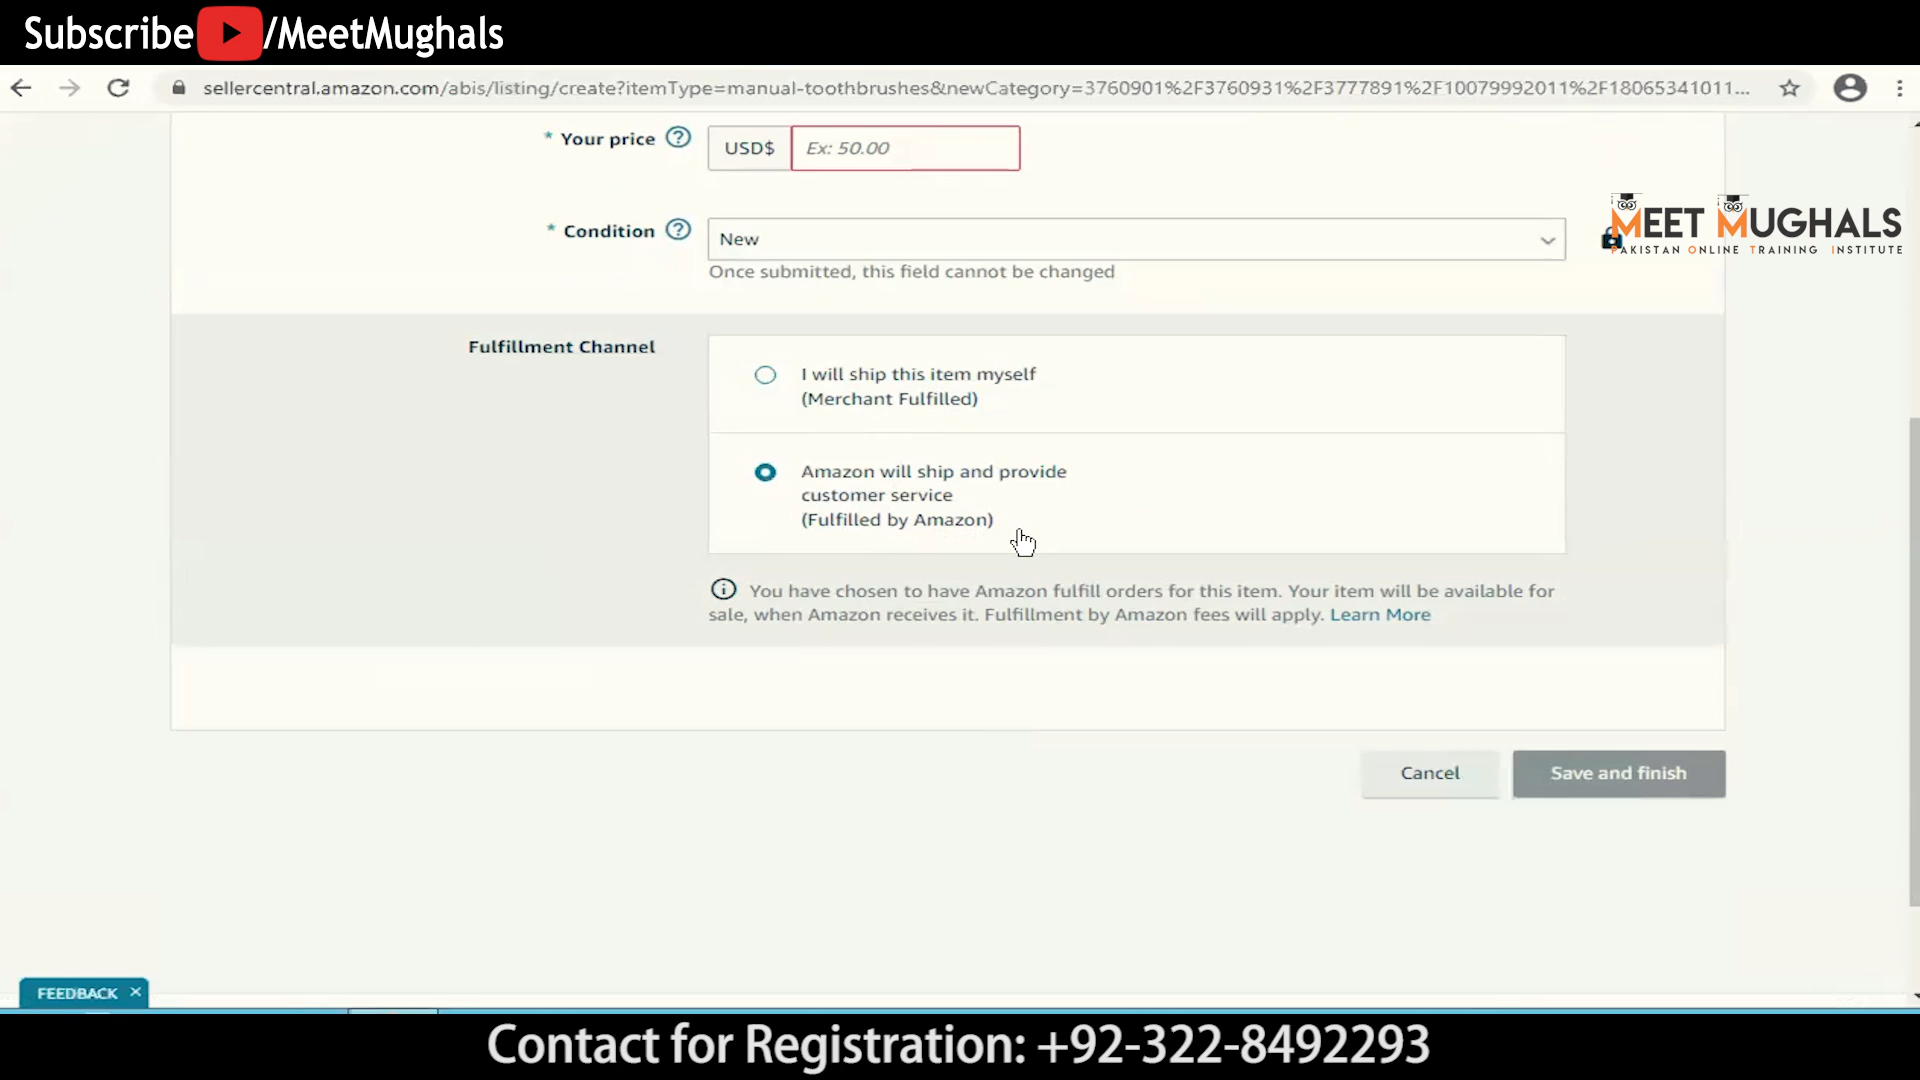 Subscribe /MeetMughals
sellercentral.amazon.com/abis/listing/create?itemType=manual-toothbrushes&newCategory=3760901%2F3760931%2F3777891%2F10079992011%2F18065341011...
* Your price
USD$ Ex: 50.00
MEET MUGHALS
PAKISTAN ONLINE TRAINING INSTITUTE
* Condition
New
Once submitted, this field cannot be changed
Fulfillment Channel
I will ship this item myself
(Merchant Fulfilled)
Amazon will ship and provide
customer service
(Fulfilled by Amazon)
You have chosen to have Amazon fulfill orders for this item. Your item will be available for
sale, when Amazon receives it. Fulfillment by Amazon fees will apply. Learn More
Cancel
Save and finish
FEEDBACK
Contact for Registration: +92-322-8492293